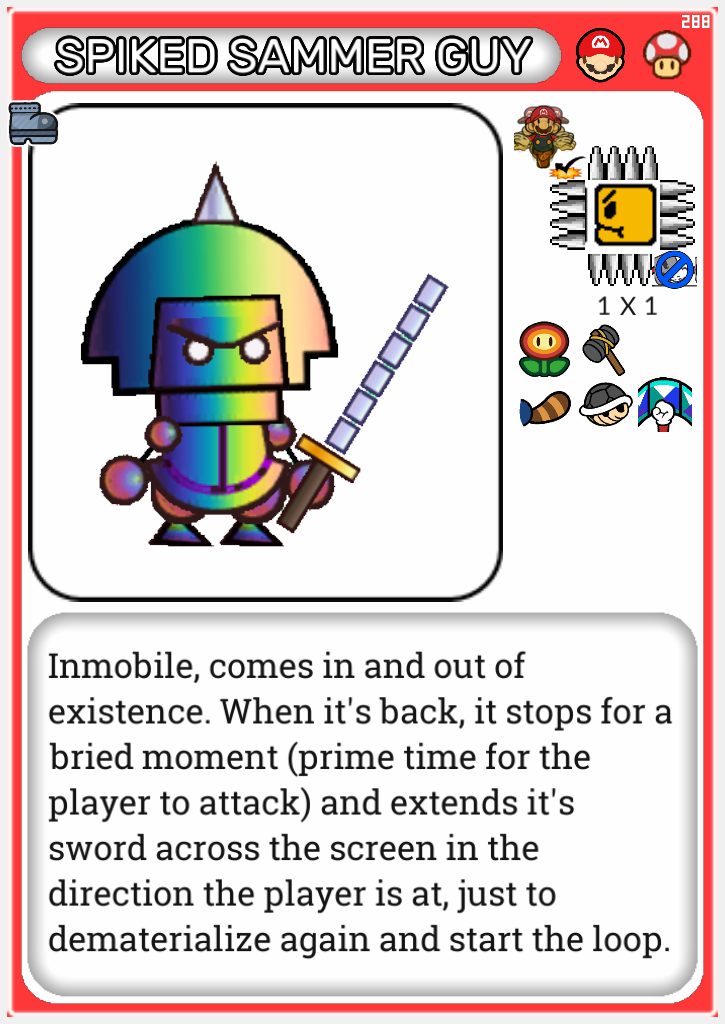 288
SPIKED SAMMER GUY
1 X 1
Inmobile, comes in and out of
existence. When it's back, it stops for a
bried moment (prime time for the
player to attack) and extends it's
sword across the screen in the
direction the player is at, just to
dematerialize again and start the loop.